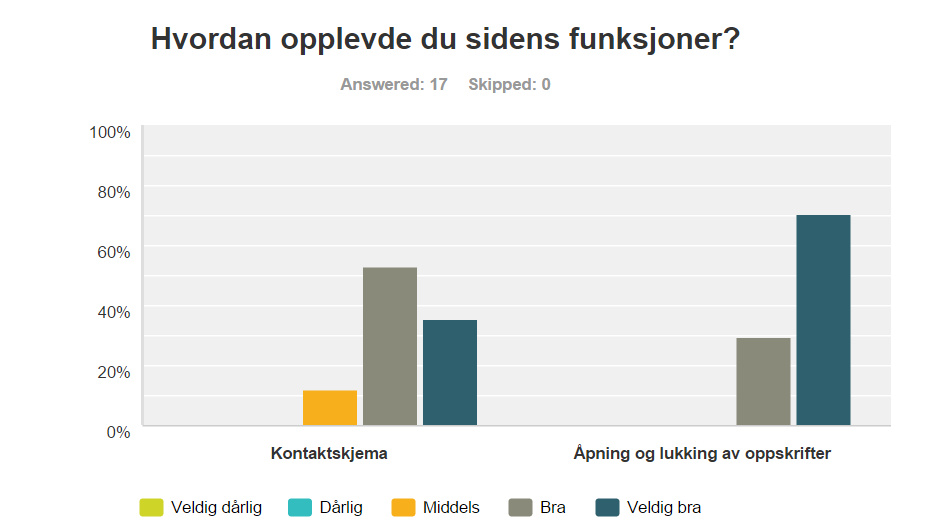 Hvordan opplevde du sidens funksjoner?
Answered: 17 Skipped: 0
100%
80%
60%
40%
20%
0%
Kontaktskjema Åpning og lukking av oppskrifter
Veldig dårlig Dårlig Middels Bra Veldig bra